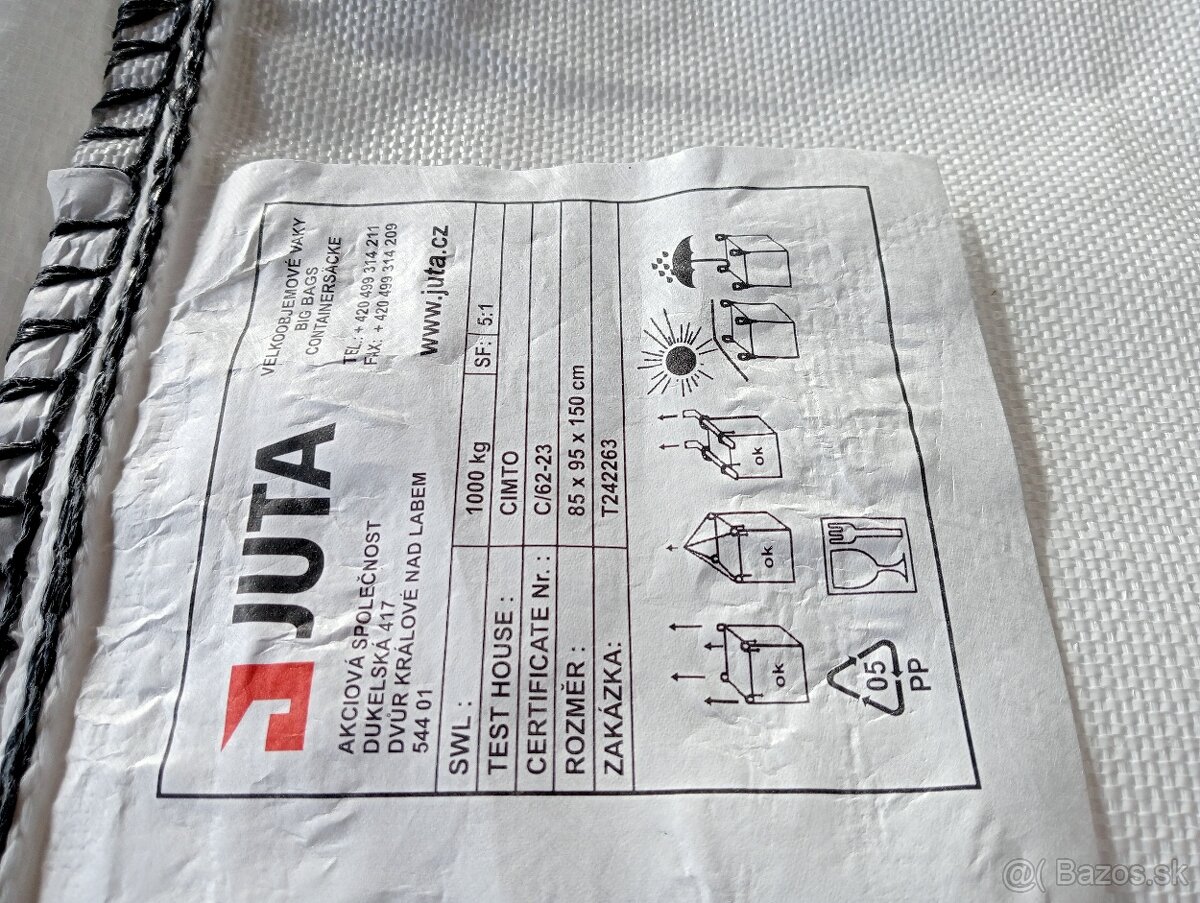 JUTA
VELKOOBJEMOVÉ VAKY
BIG BAGS
CONTAINERSÄCKE
AKCIOVÁ SPOLEČNOST
DUKELSKÁ 417
DVŮR KRÁLOVÉ NAD LABEM
544 01
TEL.: + 420 499 314 211
FAX: + 420 499 314 209
www.juta.cz
SWL : 1000 kg SF: 5:1
TEST HOUSE : CIMTO
CERTIFICATE Nr. : C/62-23
ROZMĚR : 85 x 95 x 150 cm
ZAKÁZKA: T242263
ok
ok
ok
05
PP
@( Bazos.sk